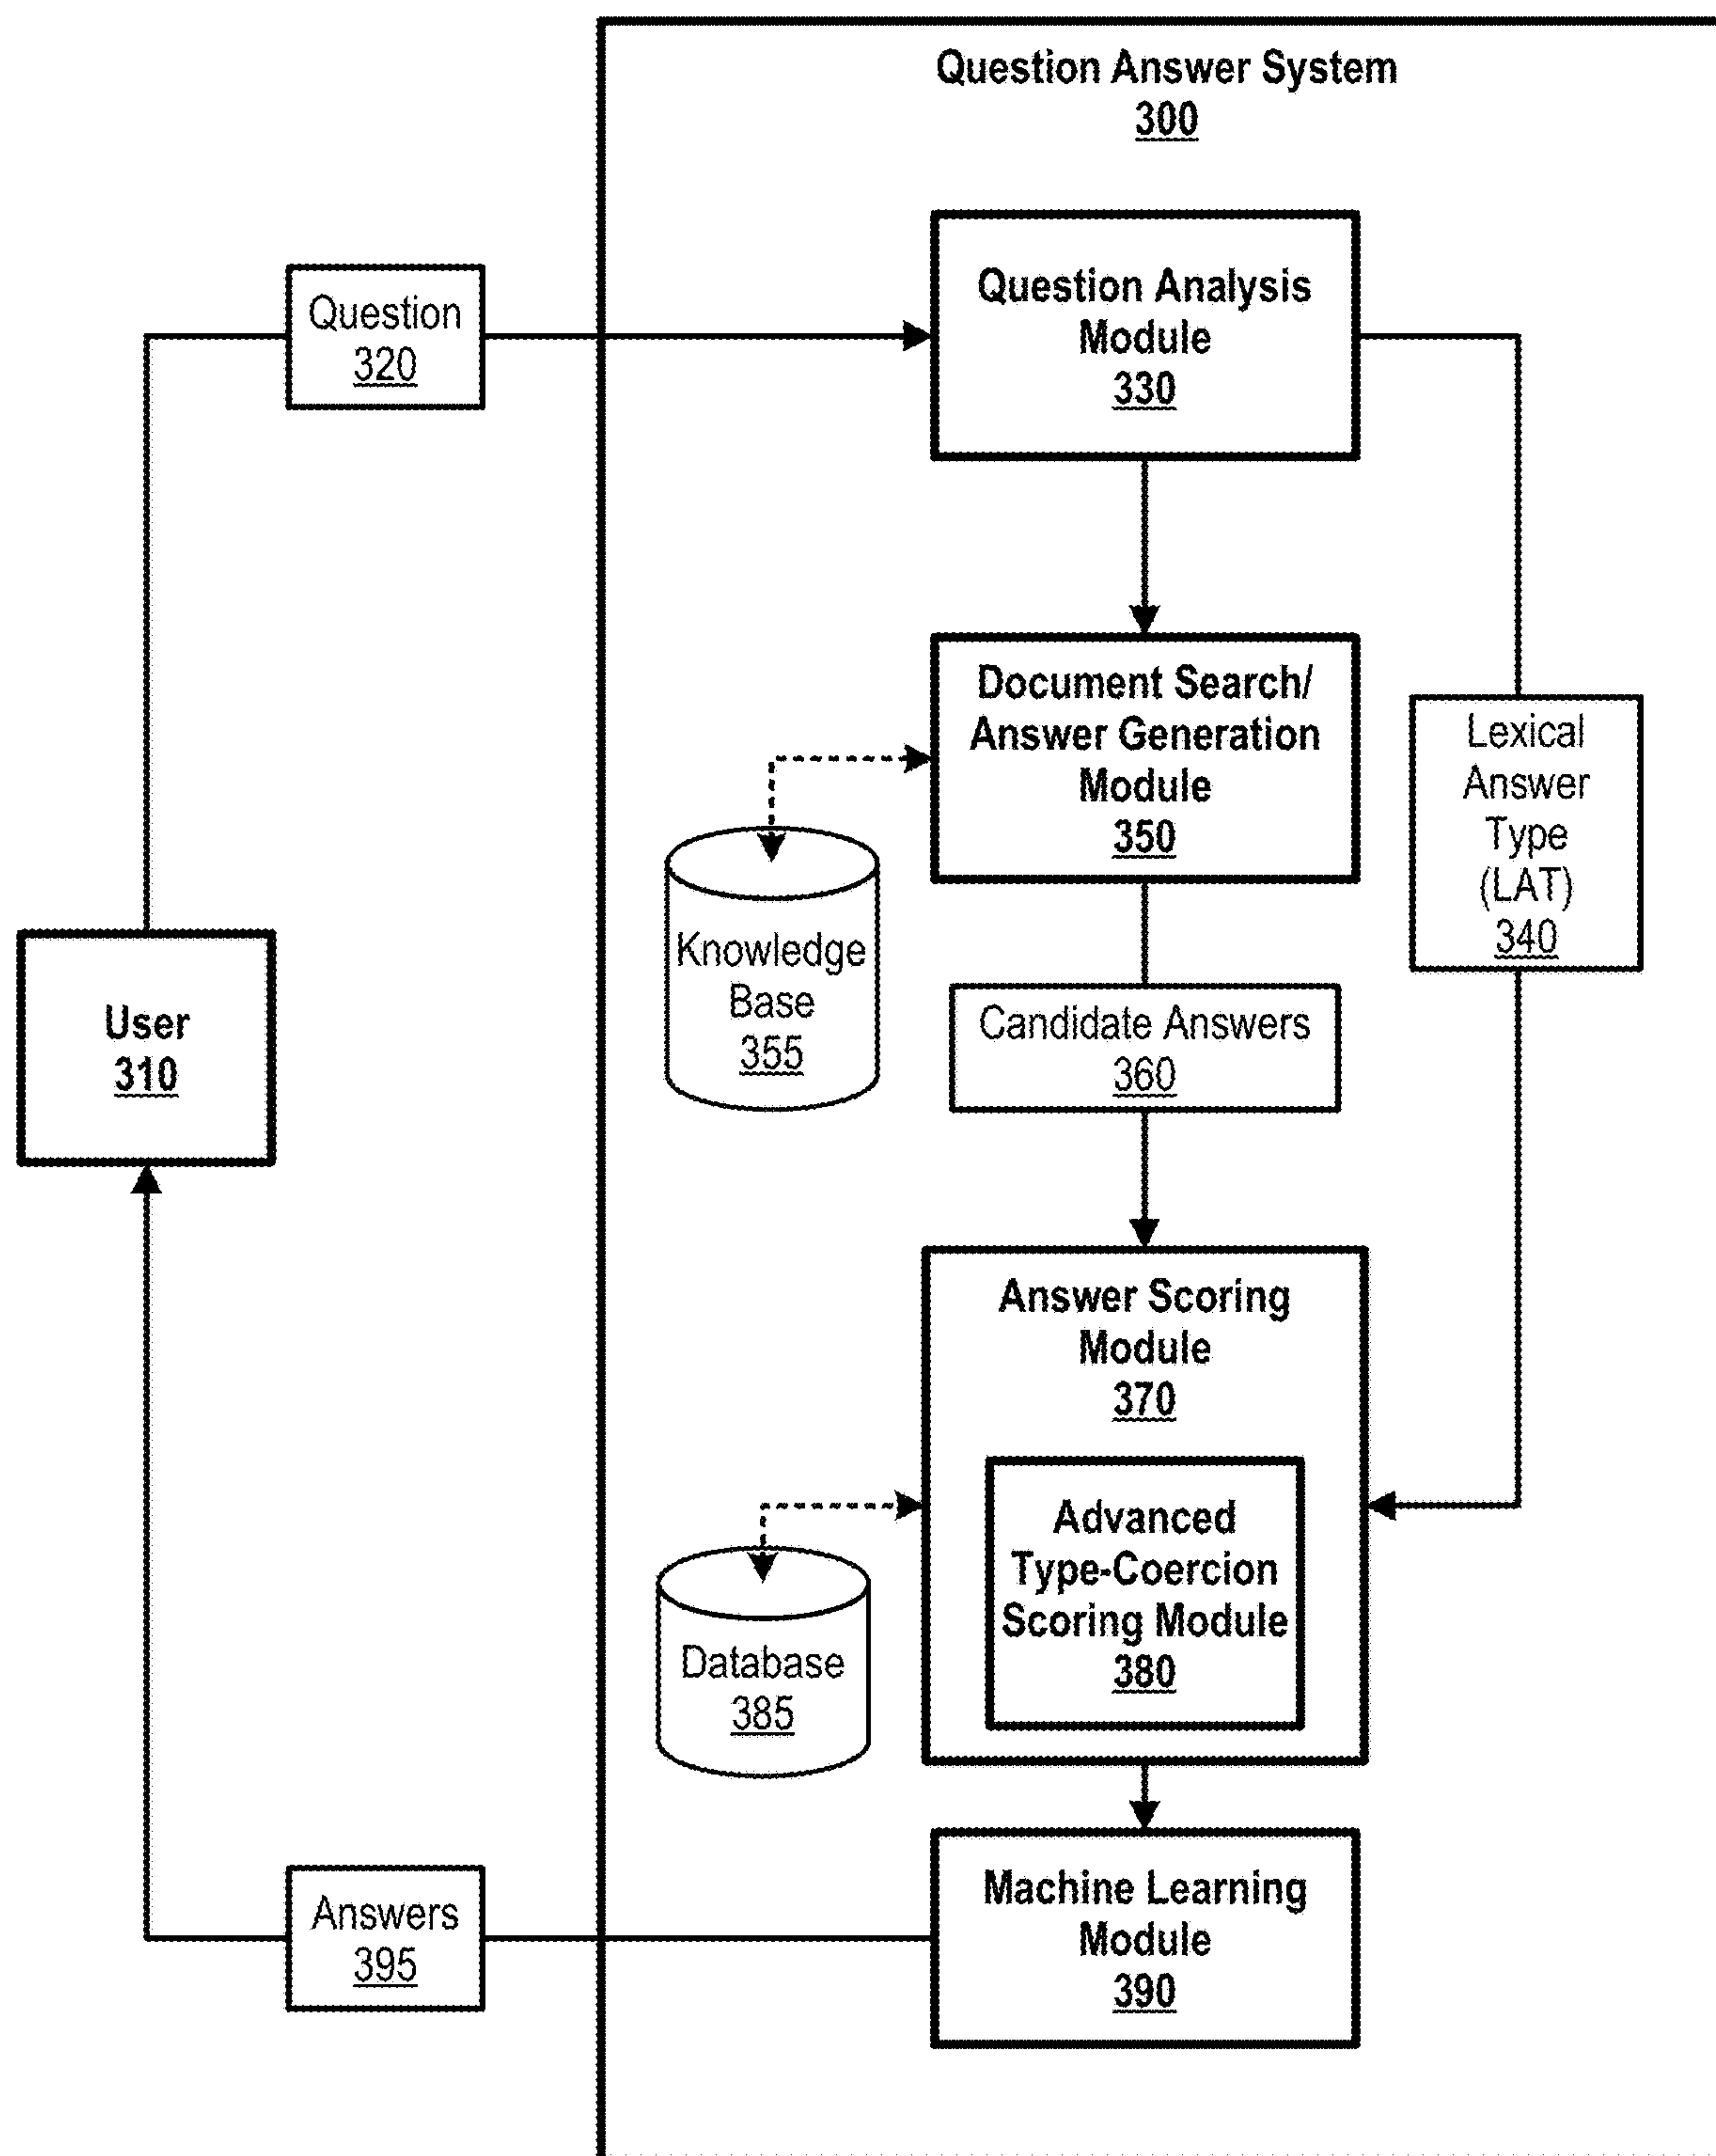 Question Answer System
300
Question
320
Question Analysis
Module
330
Document Search/
Answer Generation
Module
350
Lexical
Answer
Type
(LAT)
340
Knowledge
Base
355
User
310
Candidate Answers
360
Answer Scoring
Module
370
Advanced
Type-Coercion
Scoring Module
380
Database
385
Machine Learning
Module
390
Answers
395